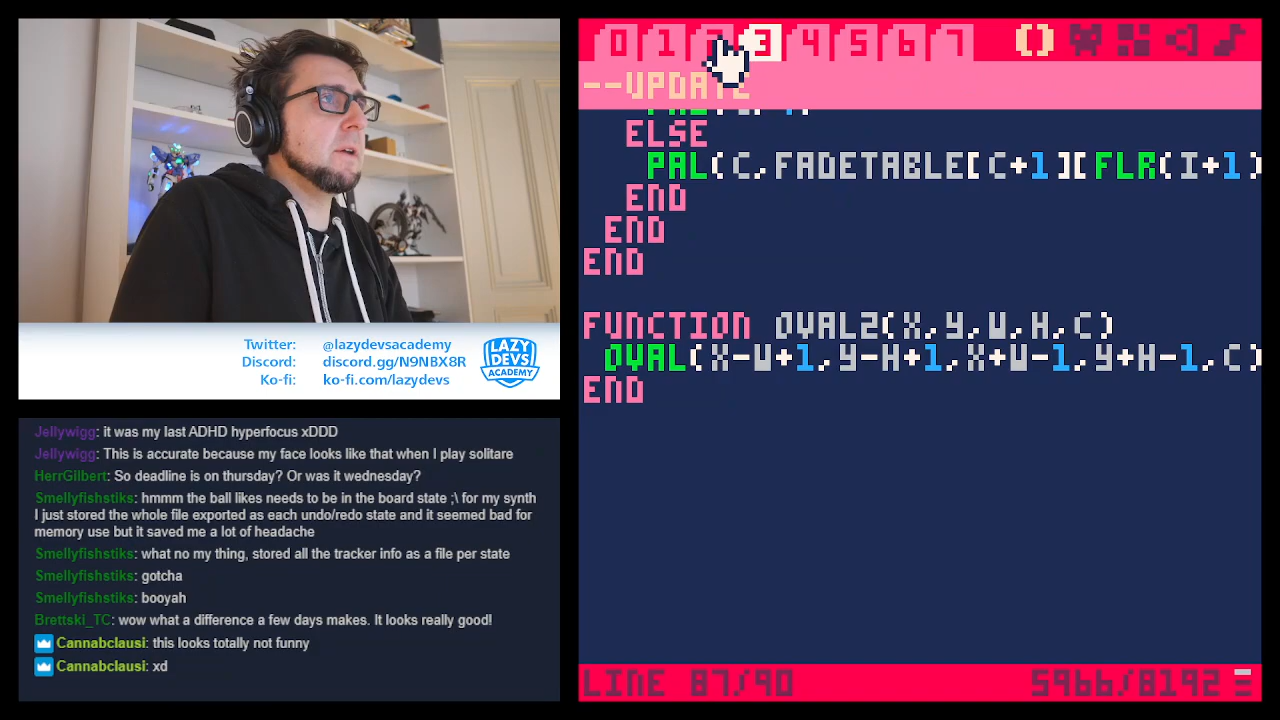 Twitter: @lazydevsacademy
Discord: discord.gg/N9NBX8R
Ko-fi: ko-fi.com/lazydevs
LAZY
DEVS
ACADEMY
Jellywigg: it was my last ADHD hyperfocus xDDD
Jellywigg: This is accurate because my face looks like that when I play solitare
HerrGilbert: So deadline is on thursday? Or was it wednesday?
Smellyfishstiks: hmmm the ball likes needs to be in the board state ;\ for my synth
I just stored the whole file exported as each undo/redo state and it seemed bad for
memory use but it saved me a lot of headache
Smellyfishstiks: what no my thing, stored all the tracker info as a file per state
Smellyfishstiks: gotcha
Smellyfishstiks: booyah
Brettski_TC: wow what a difference a few days makes. It looks really good!
Cannabclausi: this looks totally not funny
Cannabclausi: xd
0 1 2 3 4 5 6 7 ()
--UPDATE
ELSE
PAL(C,FADETABLE[C+1][FLR(I+1)
END
END
END
FUNCTION OVAL2(X,Y,W,H,C)
OVAL(X-W+1,Y-H+1,X+W-1,Y+H-1,C)
END
LINE 87/90 5966/8192